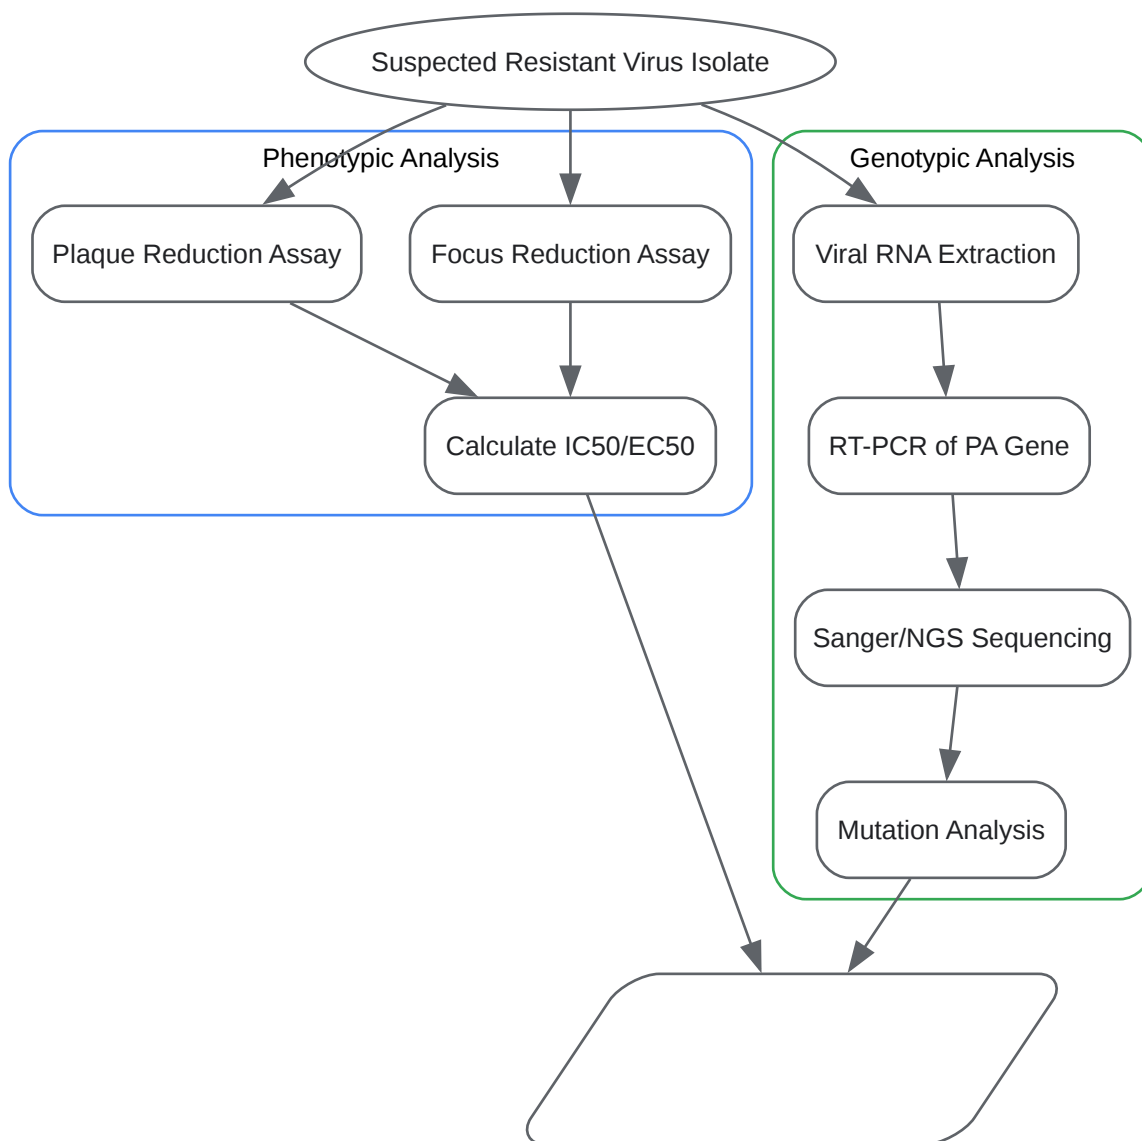 Suspected Resistant Virus Isolate
Phenotypic Analysis
Genotypic Analysis
Plaque Reduction Assay
Focus Reduction Assay
Viral RNA Extraction
Calculate IC50/EC50
RT-PCR of PA Gene
Sanger/NGS Sequencing
Mutation Analysis